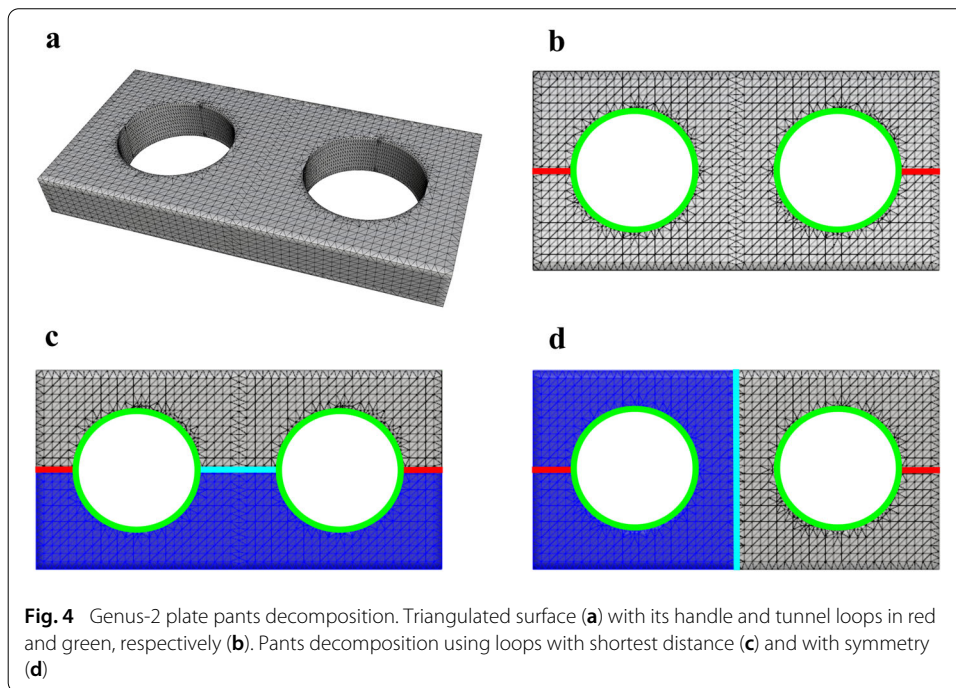 a
b
c
d
Fig. 4 Genus-2 plate pants decomposition. Triangulated surface (a) with its handle and tunnel loops in red
and green, respectively (b). Pants decomposition using loops with shortest distance (c) and with symmetry
(d)